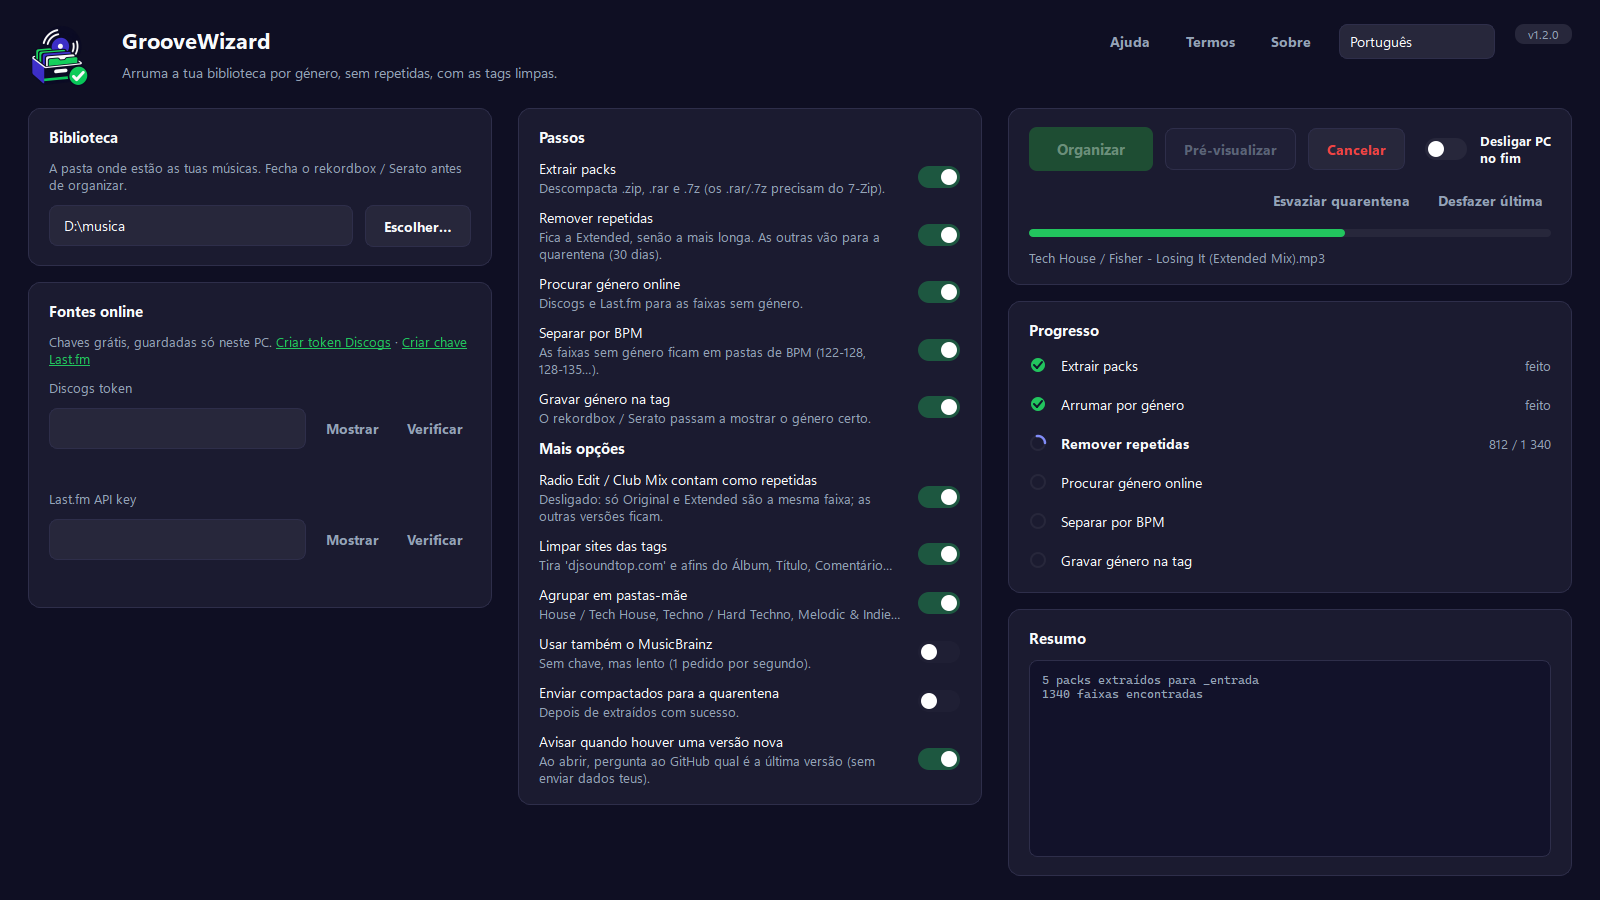 GrooveWizard
Arruma a tua biblioteca por género, sem repetidas, com as tags limpas.
Ajuda
Termos
Sobre
Português
v1.2.0
Biblioteca
A pasta onde estão as tuas músicas. Fecha o rekordbox / Serato antes
de organizar.
D:\musica
Escolher...
Fontes online
Chaves grátis, guardadas só neste PC. Criar token Discogs · Criar chave
Last.fm
Discogs token
Mostrar
Verificar
Last.fm API key
Mostrar
Verificar
Passos
Extrair packs
Descompacta .zip, .rar e .7z (os .rar/.7z precisam do 7-Zip).
Remover repetidas
Fica a Extended, senão a mais longa. As outras vão para a
quarentena (30 dias).
Procurar género online
Discogs e Last.fm para as faixas sem género.
Separar por BPM
As faixas sem género ficam em pastas de BPM (122-128,
128-135...).
Gravar género na tag
O rekordbox / Serato passam a mostrar o género certo.
Mais opções
Radio Edit / Club Mix contam como repetidas
Desligado: só Original e Extended são a mesma faixa; as
outras versões ficam.
Limpar sites das tags
Tira 'djsoundtop.com' e afins do Álbum, Título, Comentário...
Agrupar em pastas-mãe
House / Tech House, Techno / Hard Techno, Melodic & Indie...
Usar também o MusicBrainz
Sem chave, mas lento (1 pedido por segundo).
Enviar compactados para a quarentena
Depois de extraídos com sucesso.
Avisar quando houver uma versão nova
Ao abrir, pergunta ao GitHub qual é a última versão (sem
enviar dados teus).
Organizar
Pré-visualizar
Cancelar
Desligar PC
no fim
Esvaziar quarentena
Desfazer última
Tech House / Fisher - Losing It (Extended Mix).mp3
Progresso
Extrair packs
feito
Arrumar por género
feito
Remover repetidas
812 / 1 340
Procurar género online
Separar por BPM
Gravar género na tag
Resumo
5 packs extraídos para _entrada
1340 faixas encontradas